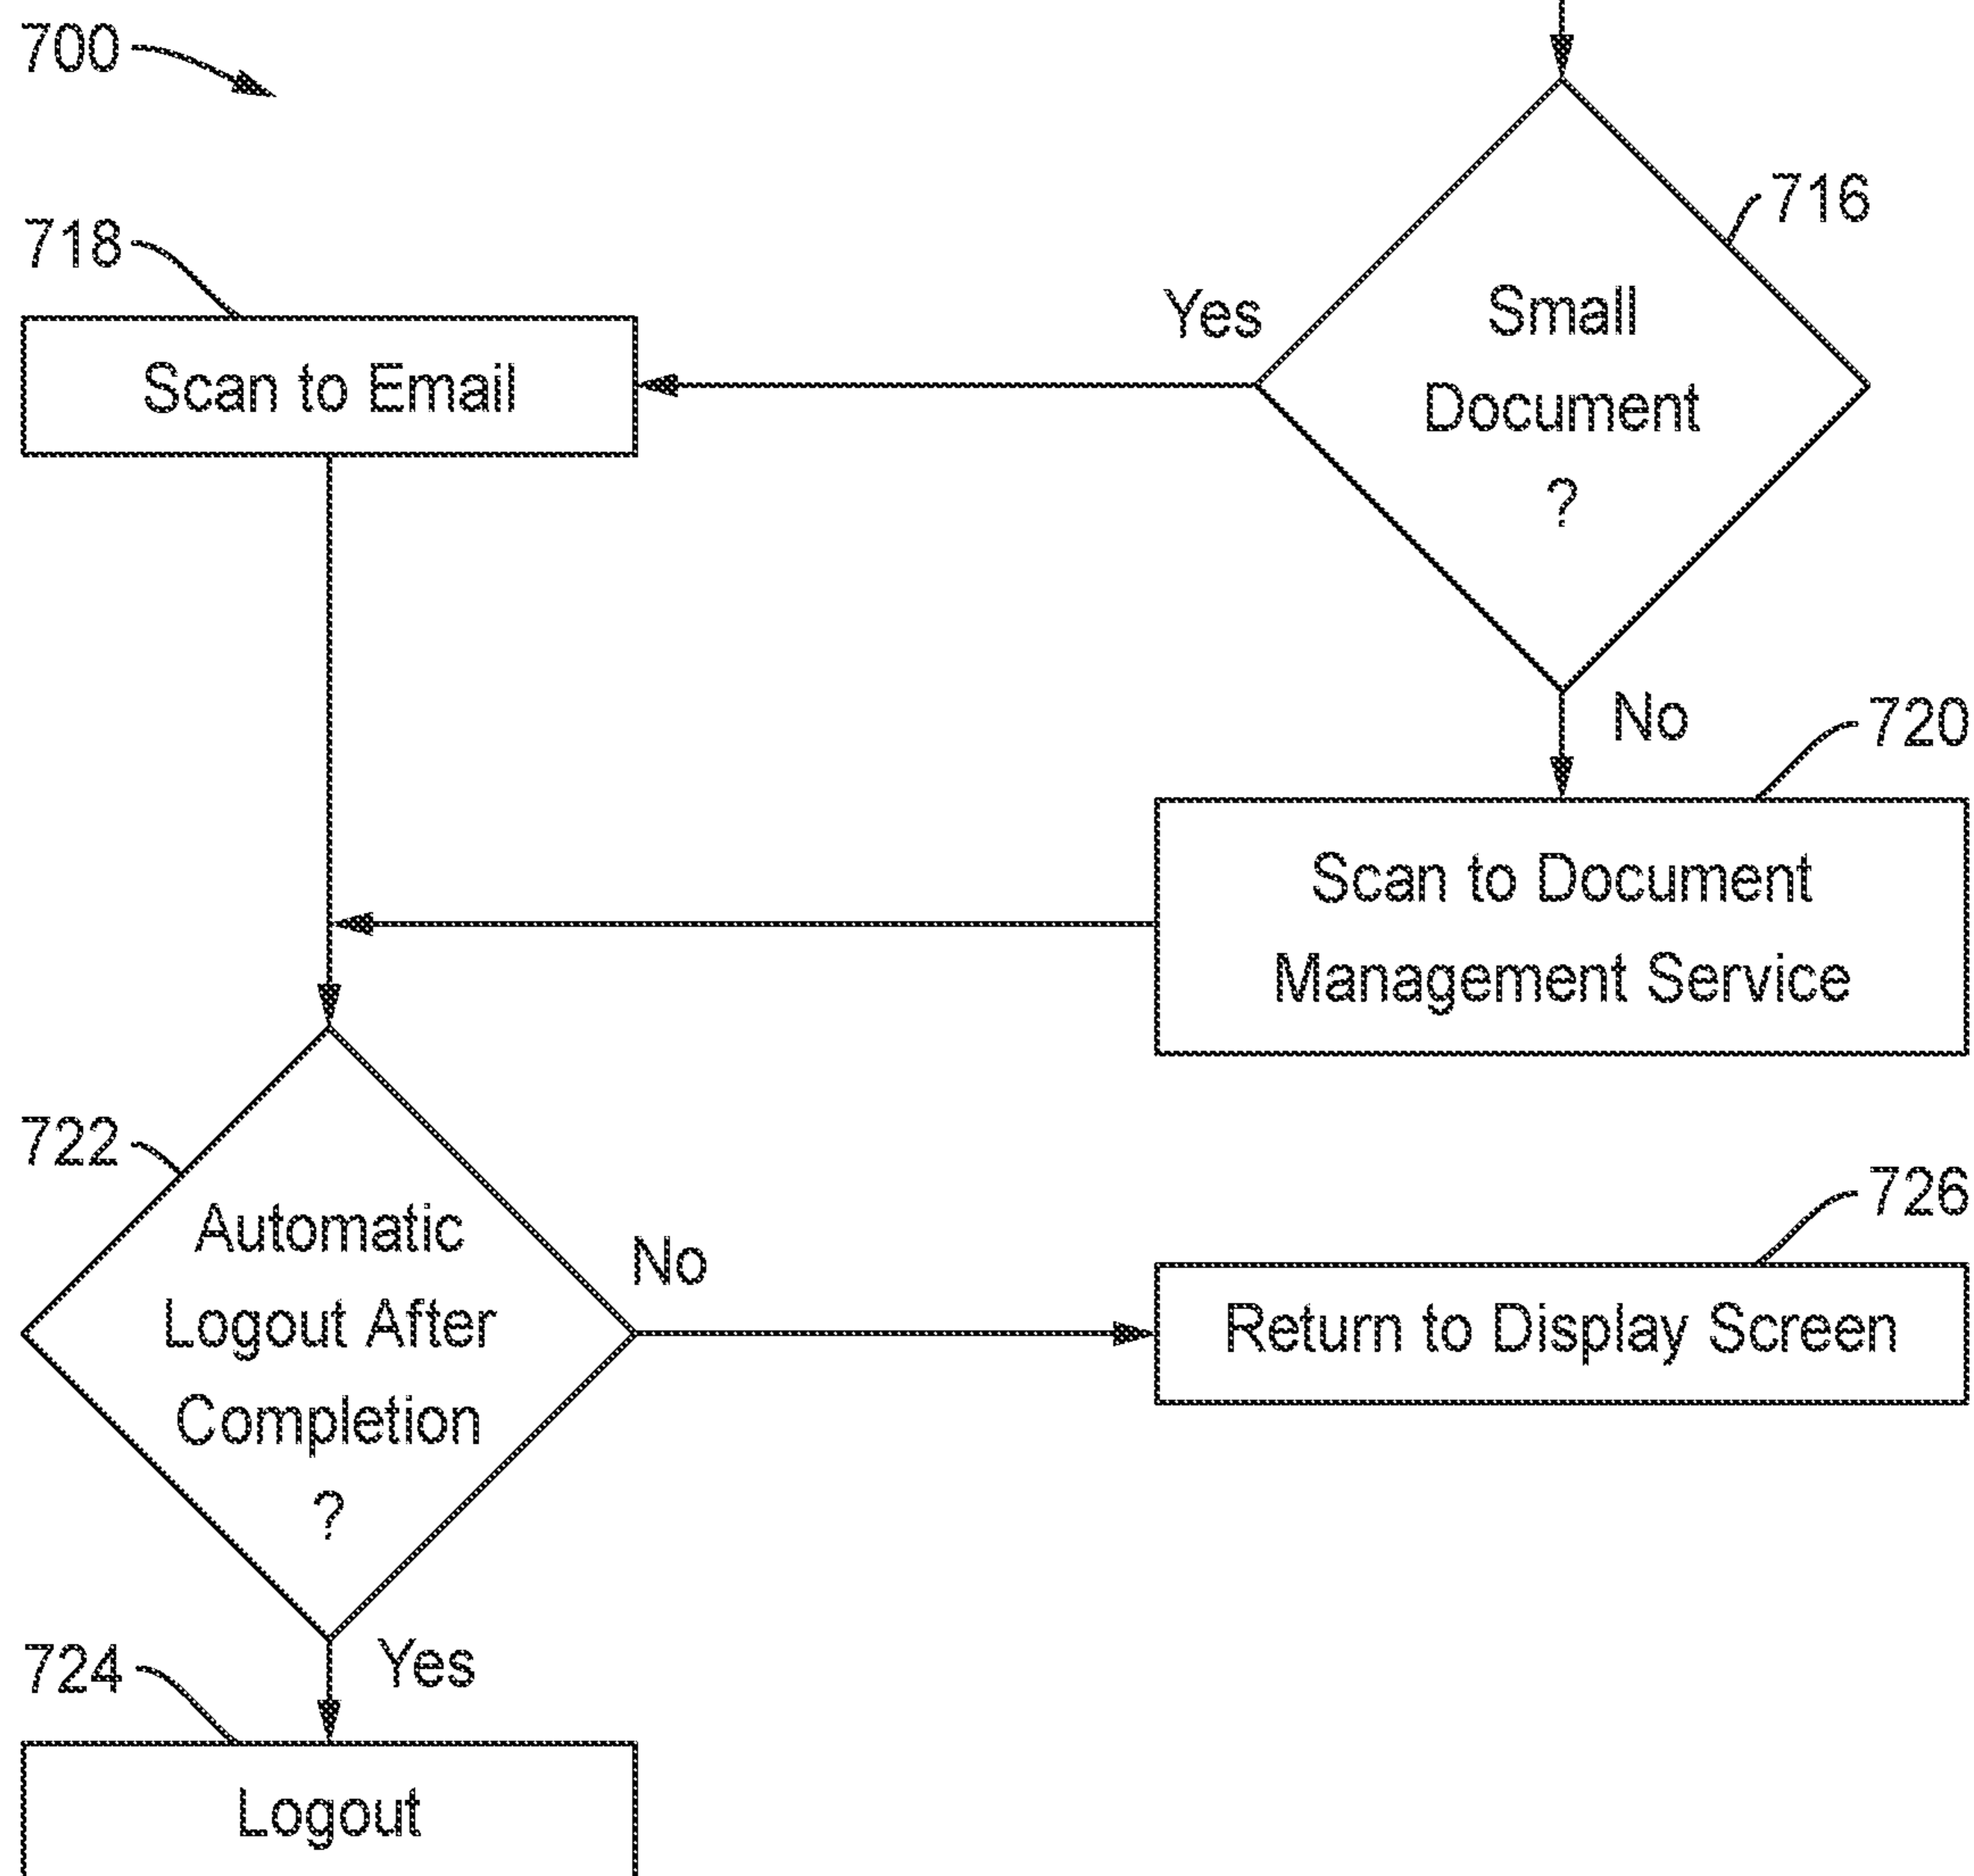 700
716
718
Yes
Small
Document
?
Scan to Email
No
720
Scan to Document
Management Service
722
726
Automatic
Logout After
Completion
?
No
Return to Display Screen
724
Yes
Logout